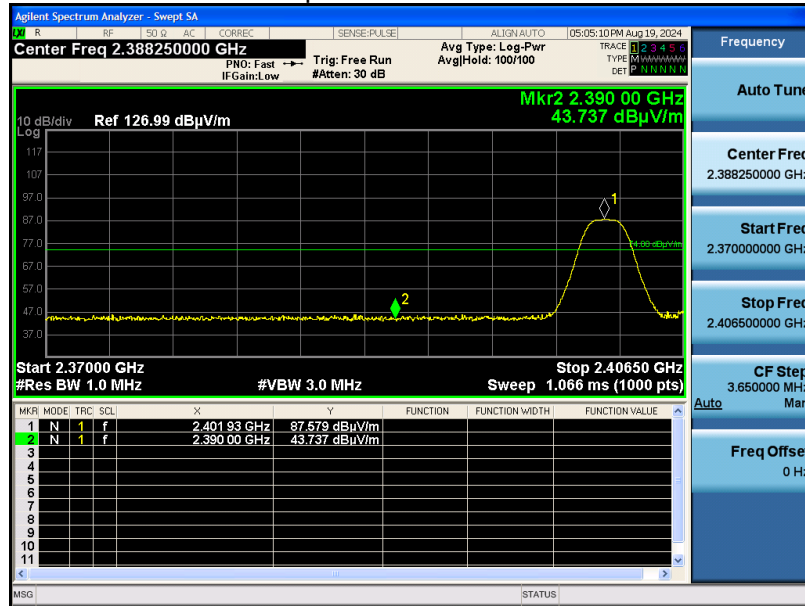 Agilent Spectrum Analyzer - Swept SA
LXI R RF 50 Ω AC CORREC SENSE:PULSE ALIGN AUTO 05:05:10 PM Aug 19, 2024
Center Freq 2.388250000 GHz
PNO: Fast
IFGain:Low
Trig: Free Run
#Atten: 30 dB
Avg Type: Log-Pwr
Avg|Hold: 100/100
TRACE 1 2 3 4 5 6
TYPE M
DET P N N N N N
Mkr2 2.390 00 GHz
43.737 dBµV/m
10 dB/div Ref 126.99 dBµV/m
Log
117
107
97.0
87.0
77.0
67.0
57.0
47.0
37.0
1
2
Start 2.37000 GHz Stop 2.40650 GHz
#Res BW 1.0 MHz #VBW 3.0 MHz Sweep 1.066 ms (1000 pts)
MKR MODE TRC SCL X Y FUNCTION FUNCTION WIDTH FUNCTION VALUE
1 N 1 f 2.401 93 GHz 87.579 dBµV/m
2 N 1 f 2.390 00 GHz 43.737 dBµV/m
3
4
5
6
7
8
9
10
11
MSG STATUS
Frequency
Auto Tune
Center Freq
2.388250000 GHz
Start Freq
2.370000000 GHz
Stop Freq
2.406500000 GHz
CF Step
3.650000 MHz
Auto Man
Freq Offset
0 Hz